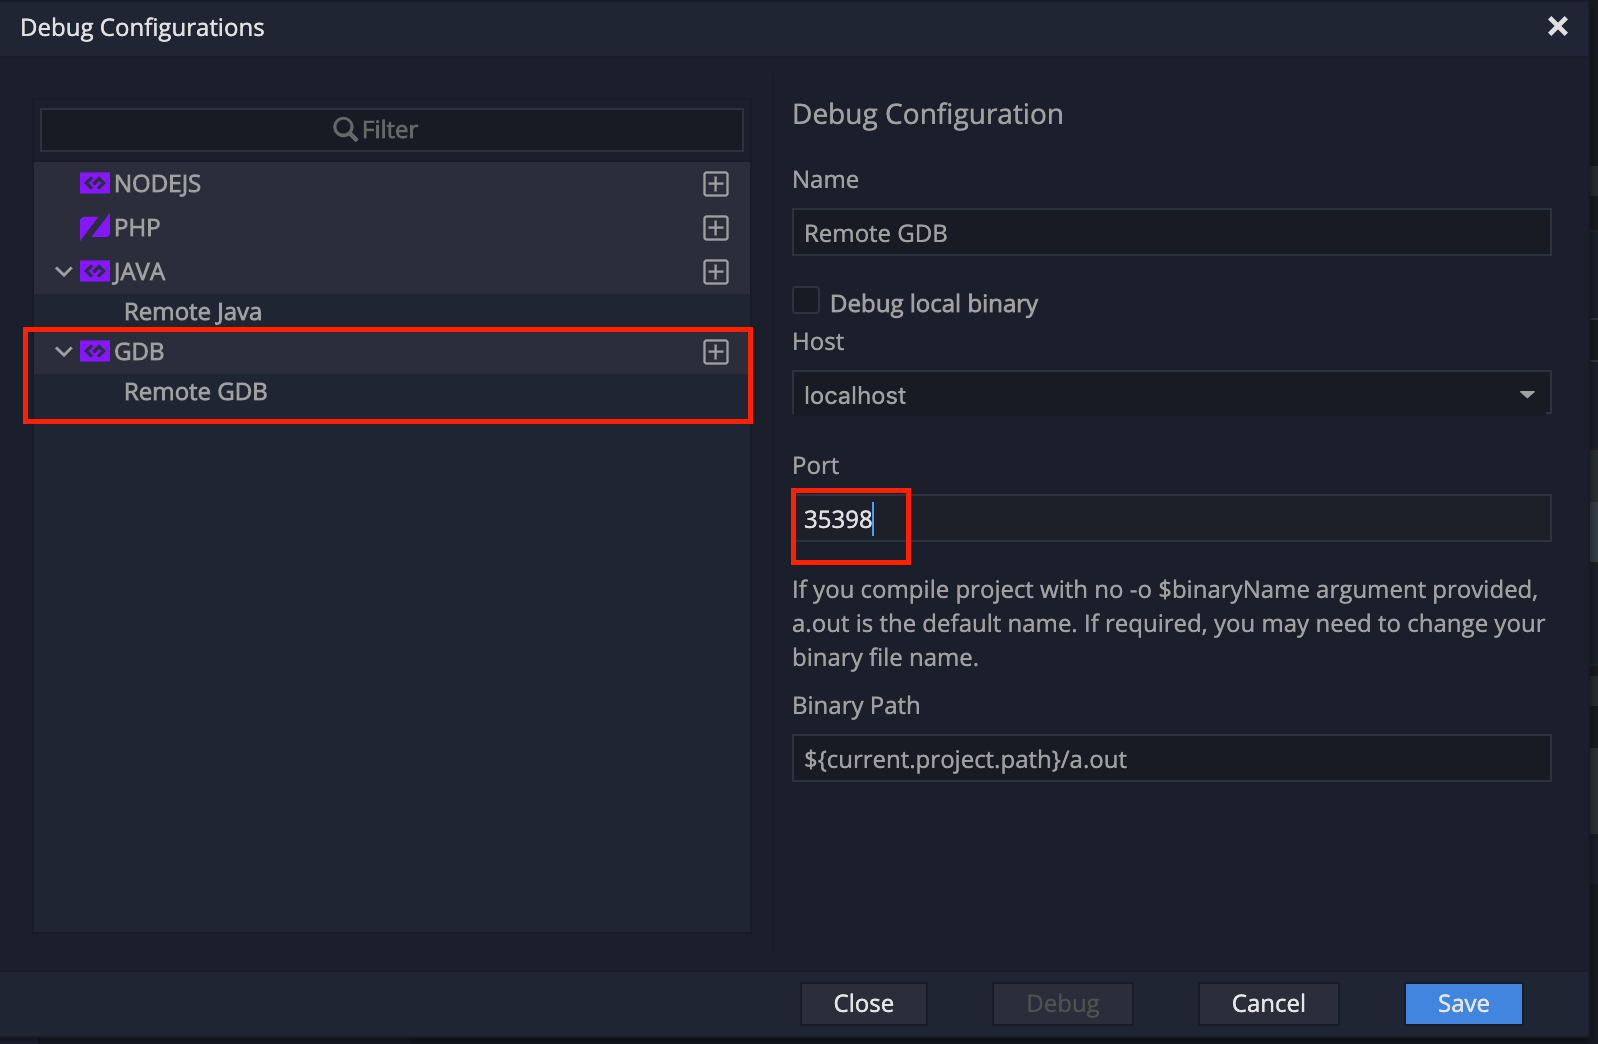 Debug Configurations
Filter
NODEJS
PHP
JAVA
Remote Java
GDB
Remote GDB
Debug Configuration
Name
Remote GDB
Debug local binary
Host
localhost
Port
35398
If you compile project with no -o $binaryName argument provided,
a.out is the default name. If required, you may need to change your
binary file name.
Binary Path
${current.project.path}/a.out
Close
Debug
Cancel
Save